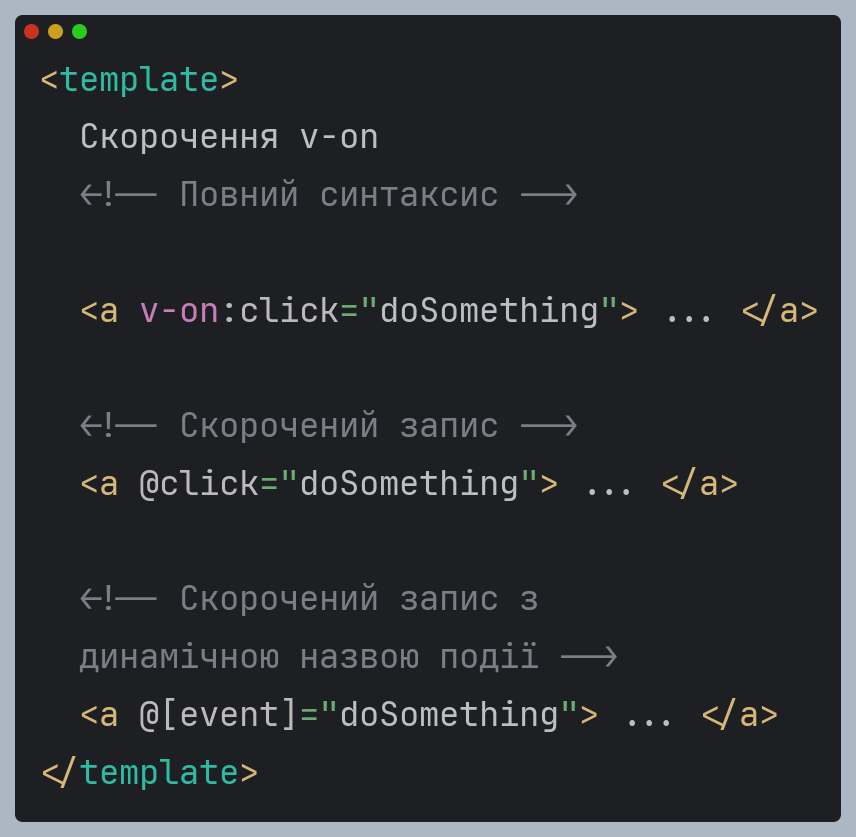 <template>
Скорочення v-on
<!-- Повний синтаксис -->
<a v-on:click="doSomething"> ... </a>
<!-- Скорочений запис -->
<a @click="doSomething"> ... </a>
<!-- Скорочений запис з
динамічною назвою події -->
<a @[event]="doSomething"> ... </a>
</template>